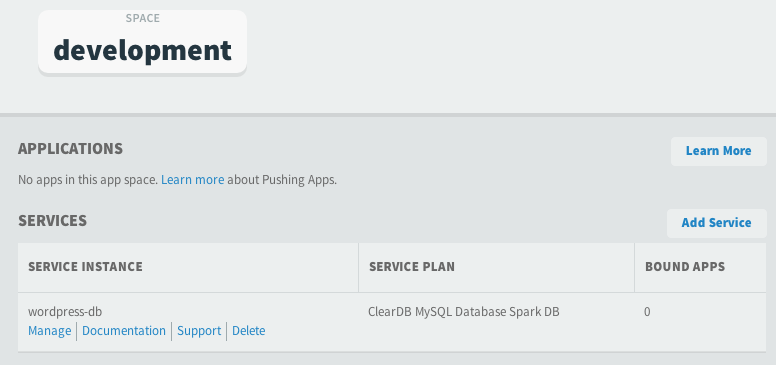 SPACE
development
APPLICATIONS
Learn More
No apps in this app space. Learn more about Pushing Apps.
SERVICES
Add Service
SERVICE INSTANCE SERVICE PLAN BOUND APPS
wordpress-db ClearDB MySQL Database Spark DB 0
Manage Documentation Support Delete